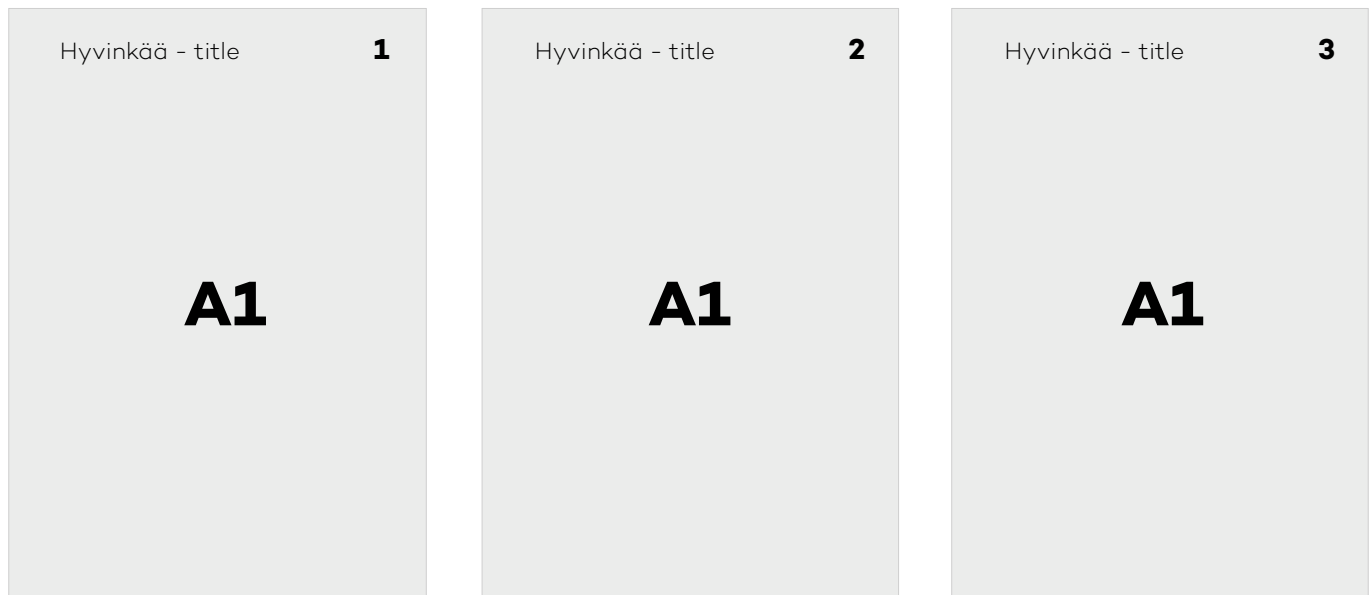 Hyvinkää - title 1
A1
Hyvinkää - title 2
A1
Hyvinkää - title 3
A1